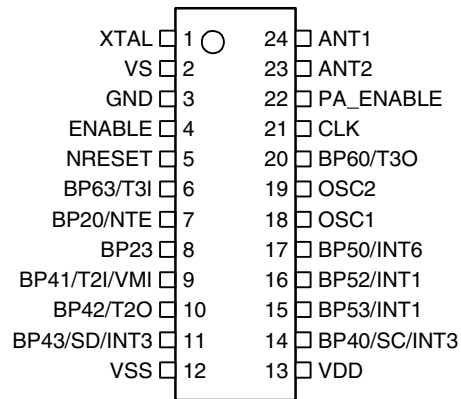 XTAL 1 24 ANT1
VS 2 23 ANT2
GND 3 22 PA_ENABLE
ENABLE 4 21 CLK
NRESET 5 20 BP60/T3O
BP63/T3I 6 19 OSC2
BP20/NTE 7 18 OSC1
BP23 8 17 BP50/INT6
BP41/T2I/VMI 9 16 BP52/INT1
BP42/T2O 10 15 BP53/INT1
BP43/SD/INT3 11 14 BP40/SC/INT3
VSS 12 13 VDD